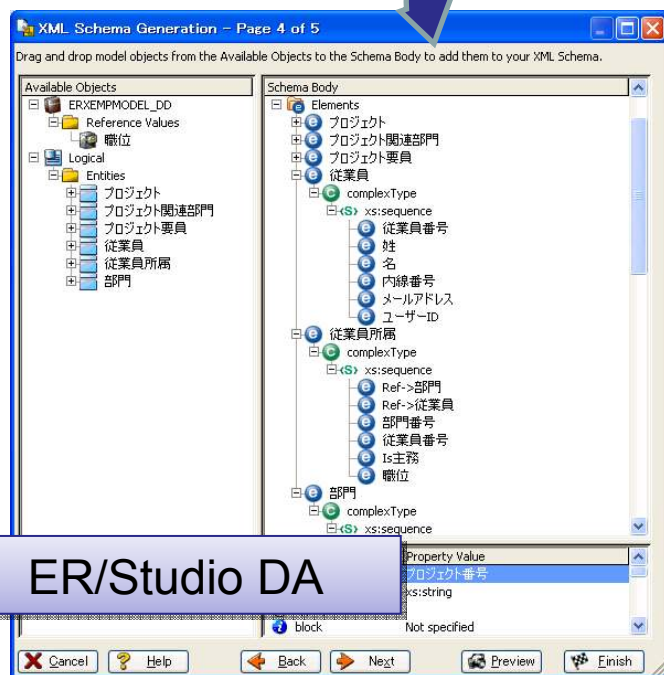 XML Schema Generation - Page 4 of 5
Drag and drop model objects from the Available Objects to the Schema Body to add them to your XML Schema.
Available Objects
ERXEMPMODEL_DD
Reference Values
職位
Logical
Entities
プロジェクト
プロジェクト関連部門
プロジェクト要員
従業員
従業員所属
部門
Schema Body
Elements
プロジェクト
プロジェクト関連部門
プロジェクト要員
従業員
complexType
xs:sequence
従業員番号
姓
名
内線番号
メールアドレス
ユーザーID
従業員所属
complexType
xs:sequence
Ref->部門
Ref->従業員
部門番号
従業員番号
Is主務
職位
部門
complexType
xs:sequence
ER/Studio DA
Property Value
プロジェクト番号
xs:string
block Not specified
Cancel Help Back Next Preview Finish